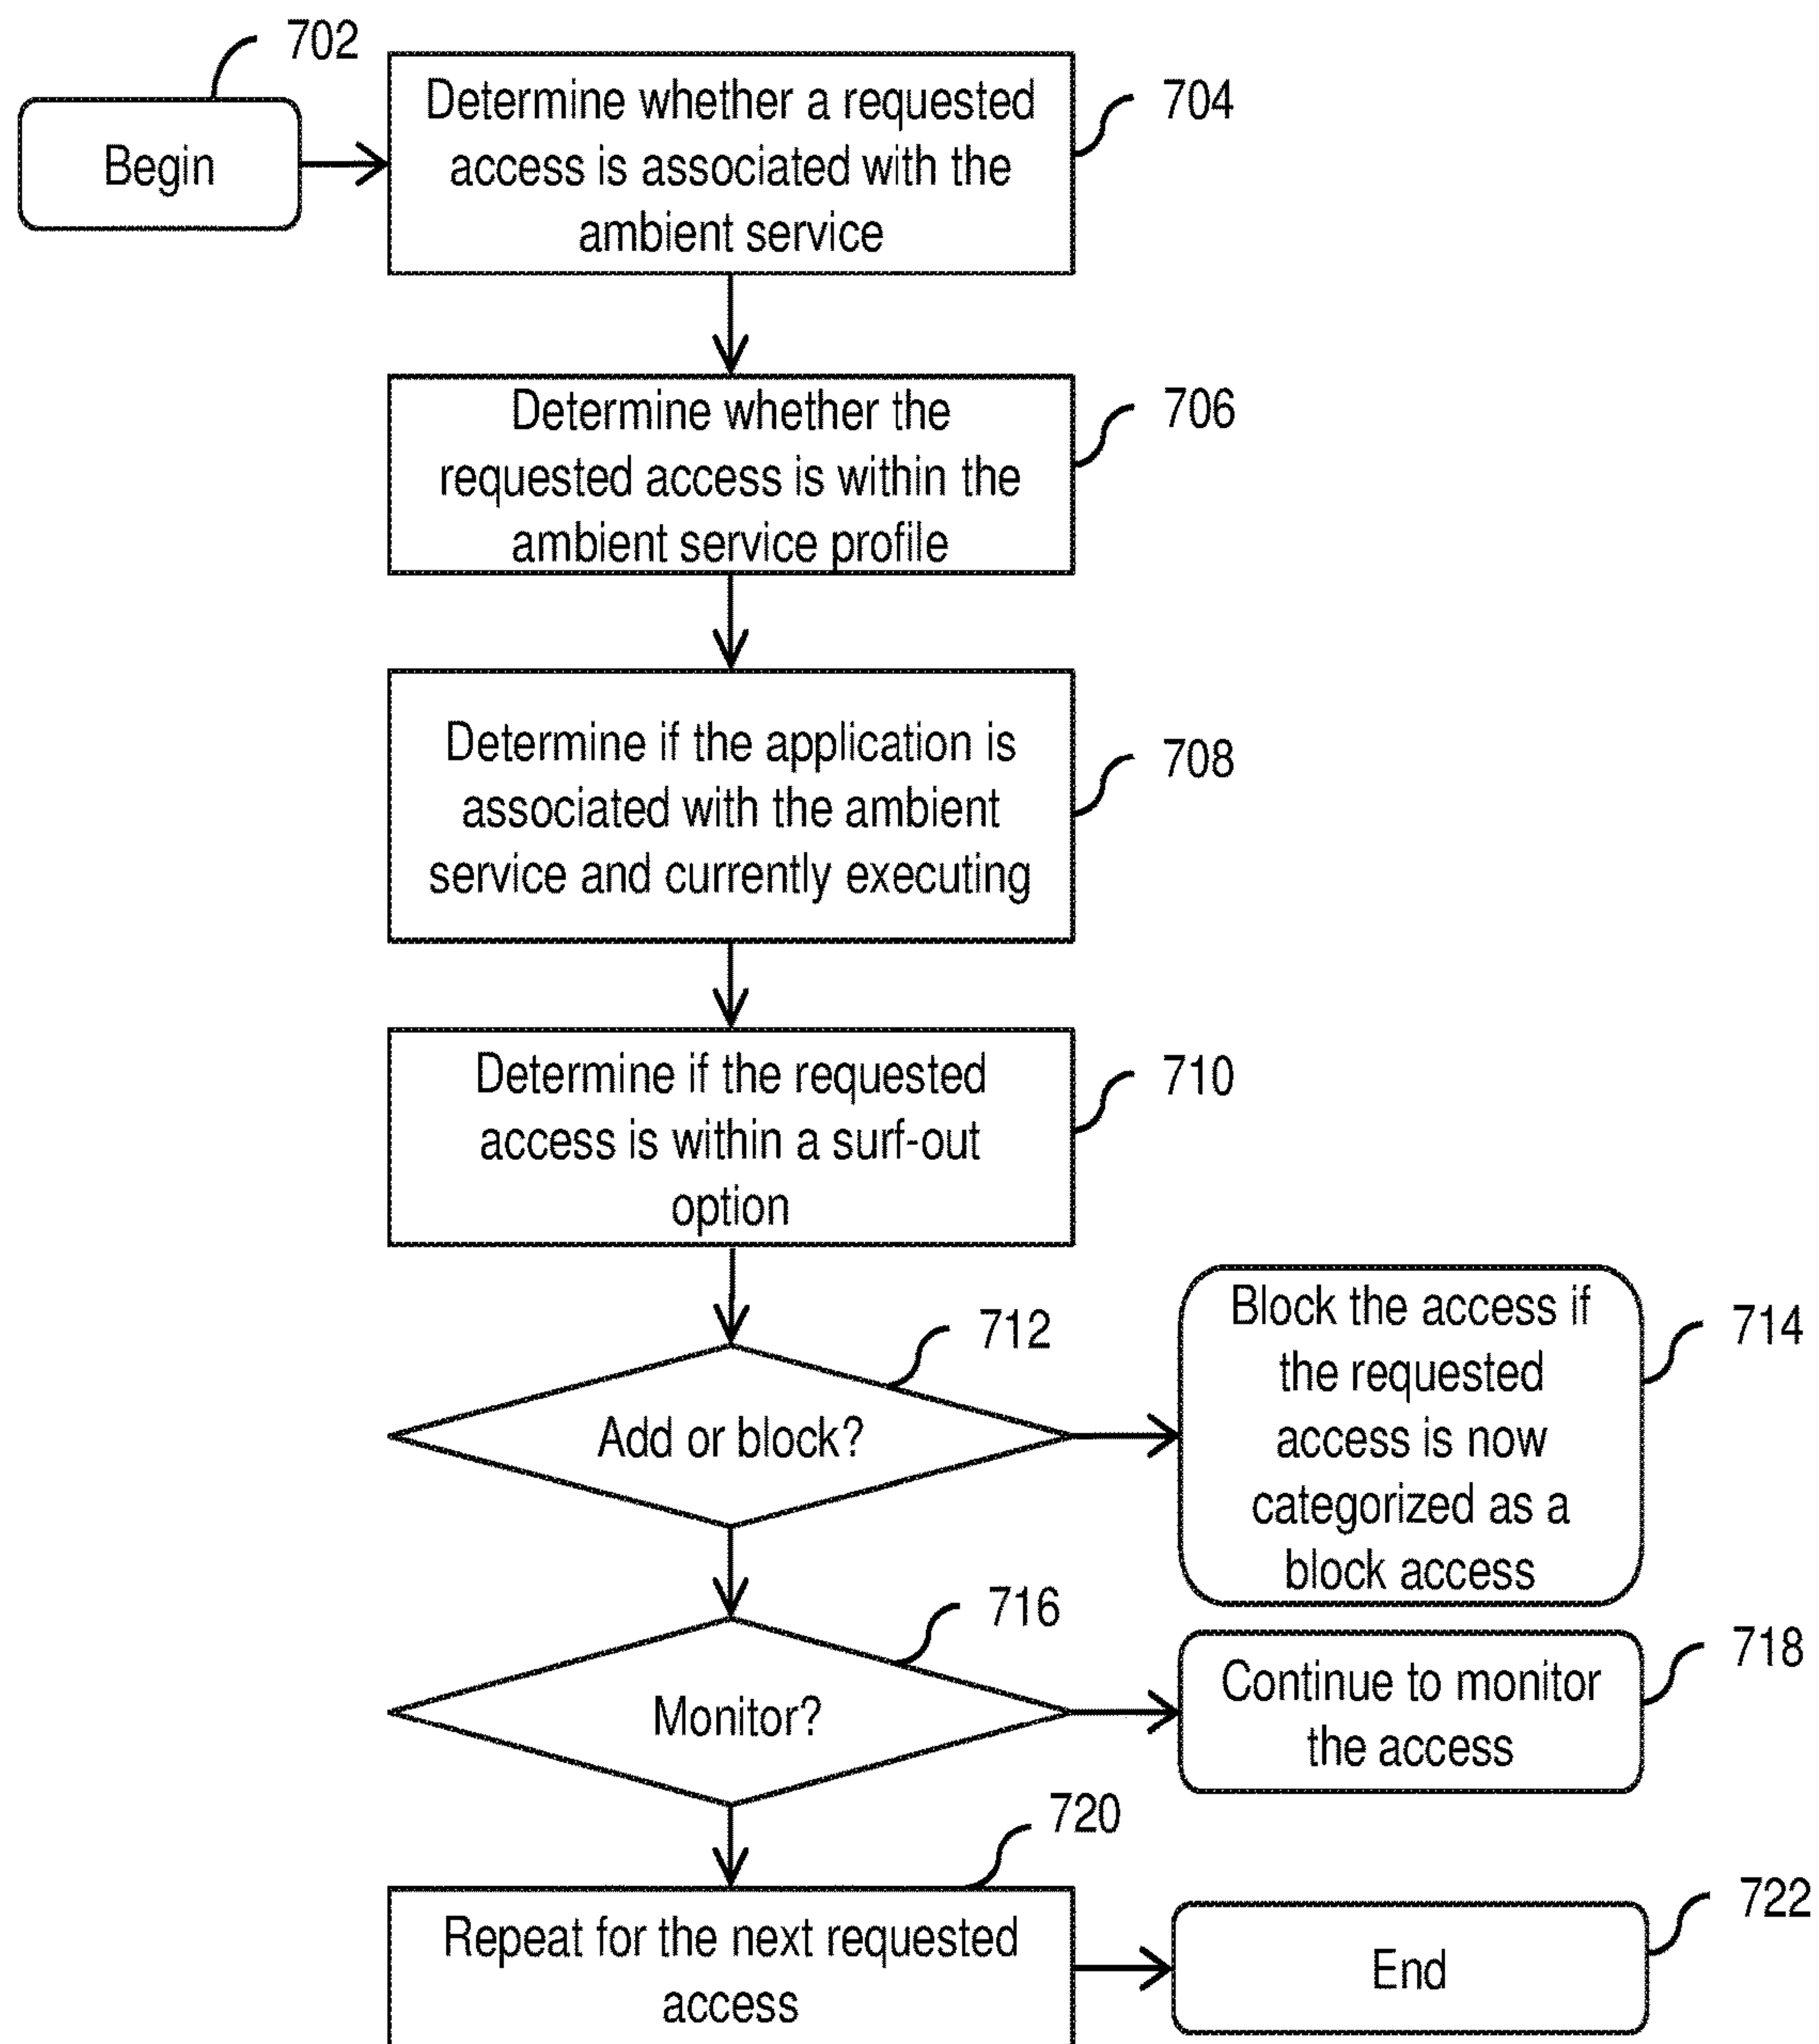 702
Begin
Determine whether a requested
access is associated with the
ambient service
704
Determine whether the
requested access is within the
ambient service profile
706
Determine if the application is
associated with the ambient
service and currently executing
708
Determine if the requested
access is within a surf-out
option
710
Add or block?
712
Block the access if
the requested
access is now
categorized as a
block access
714
Monitor?
716
Continue to monitor
the access
718
Repeat for the next requested
access
720
End
722